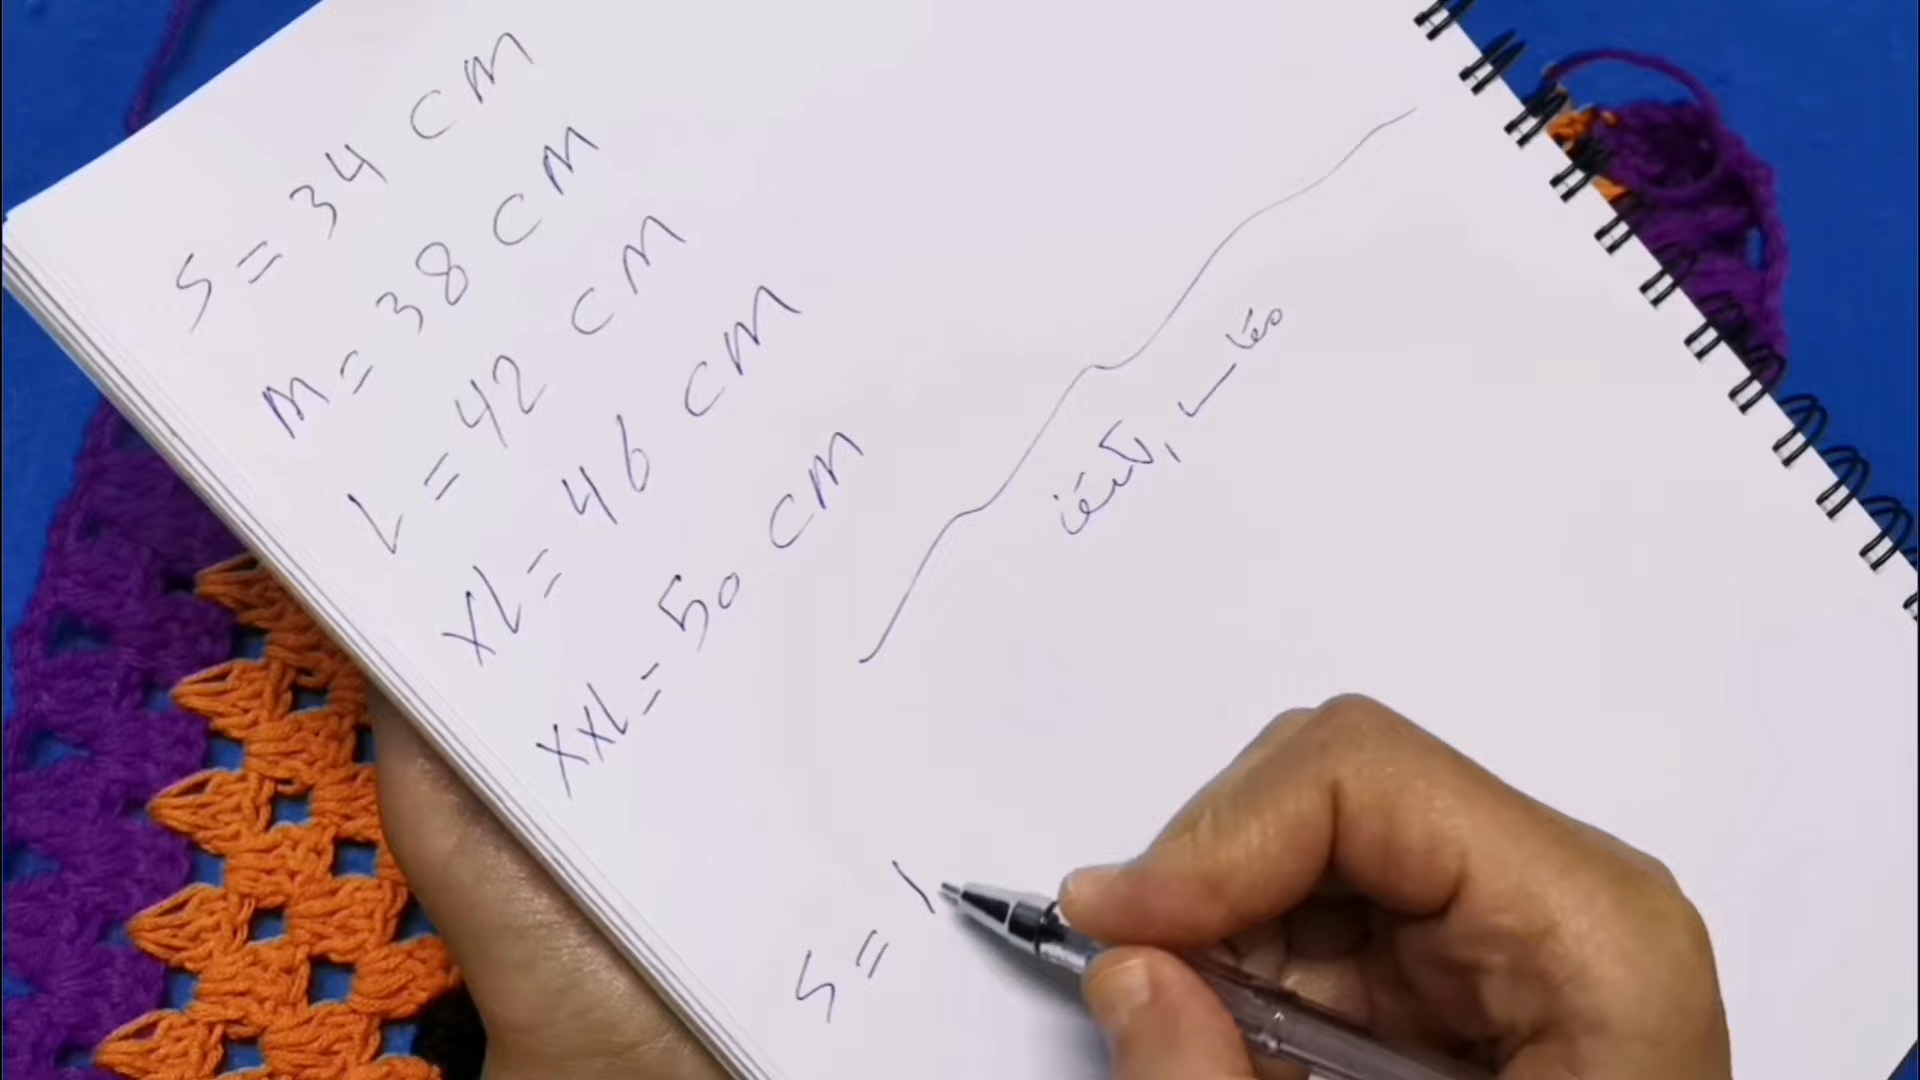 S = 34 CM
M = 38 CM
L = 42 CM
XL = 46 CM
XXL = 50 CM
مقاس الكتف
S = 1